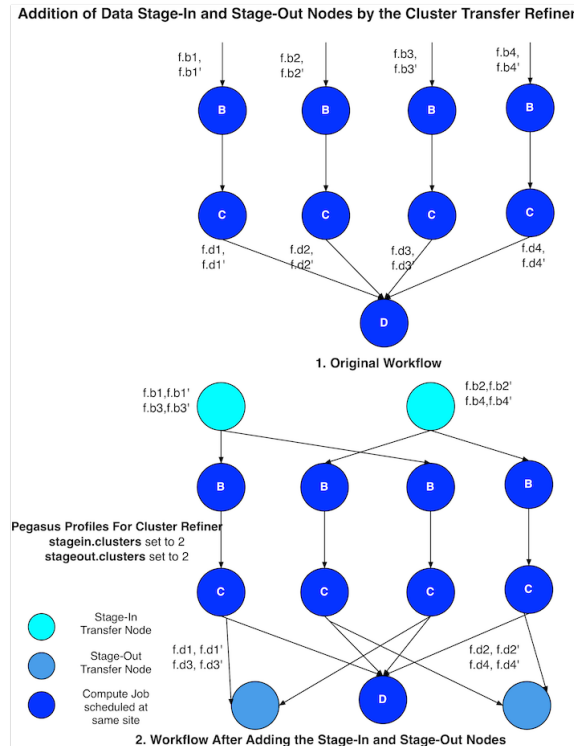 Addition of Data Stage-In and Stage-Out Nodes by the Cluster Transfer Refiner
f.b1,
f.b1'
f.b2,
f.b2'
f.b3,
f.b3'
f.b4,
f.b4'
B
B
B
B
C
C
C
C
f.d1,
f.d1'
f.d2,
f.d2'
f.d3,
f.d3'
f.d4,
f.d4'
D
1. Original Workflow
f.b1,f.b1'
f.b3,f.b3'
f.b2,f.b2'
f.b4,f.b4'
B
B
B
B
Pegasus Profiles For Cluster Refiner
stagein.clusters set to 2
stageout.clusters set to 2
C
C
C
C
Stage-In
Transfer Node
Stage-Out
Transfer Node
Compute Job
scheduled at
same site
f.d1, f.d1'
f.d3, f.d3'
f.d2, f.d2'
f.d4, f.d4'
D
2. Workflow After Adding the Stage-In and Stage-Out Nodes